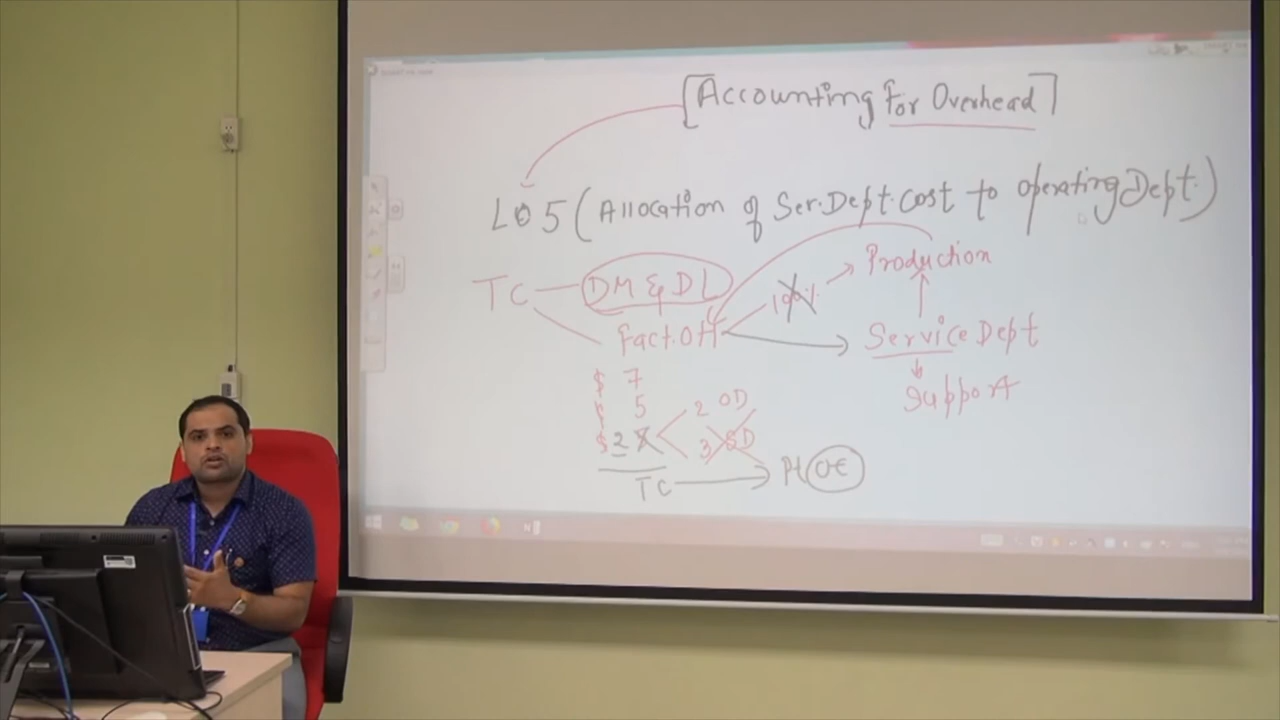 [Accounting For Overhead]
LO 5 (Allocation of Ser. Dept. Cost to operating Dept.)
TC DM & DL 100% Production
Fact. OH Service Dept
Support
$ 7
$ 5 2 OD
$ 2 3 SD
TC